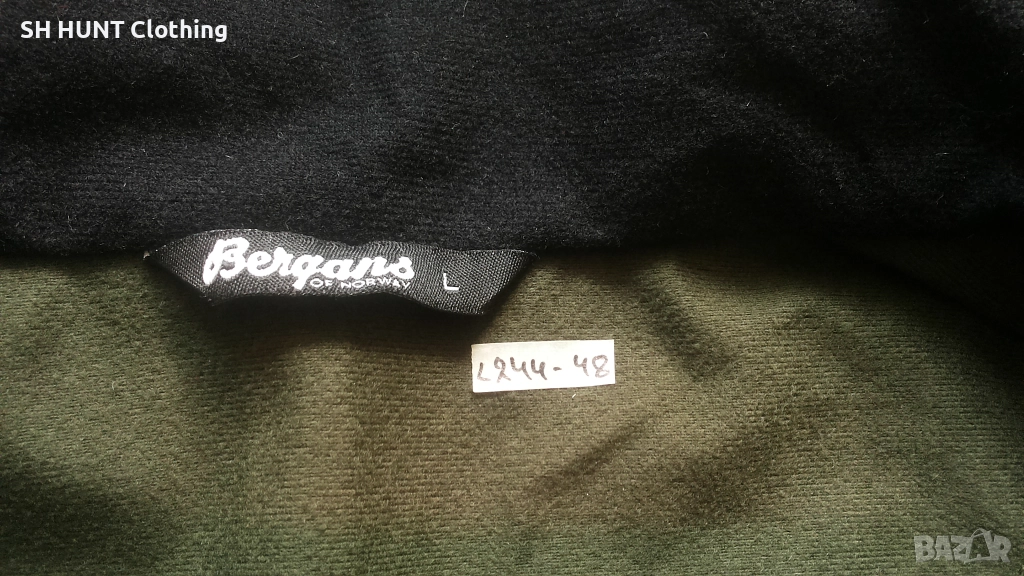 SH HUNT Clothing
Bergans
OF NORWAY
L
L244-48
BAZAR